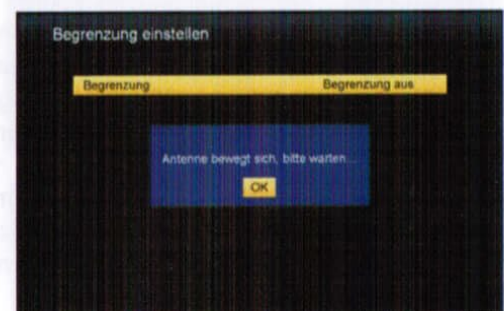 Begrenzung einstellen
Begrenzung Begrenzung aus
Antenne bewegt sich, bitte warten...
OK